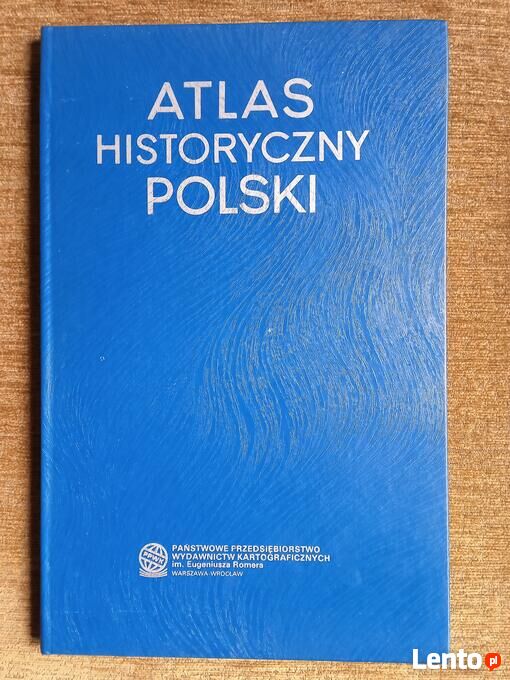 ATLAS
HISTORYCZNY
POLSKI
PPWK
PAŃSTWOWE PRZEDSIĘBIORSTWO
WYDAWNICTW KARTOGRAFICZNYCH
im. Eugeniusza Romera
WARSZAWA-WROCŁAW
Lento.pl